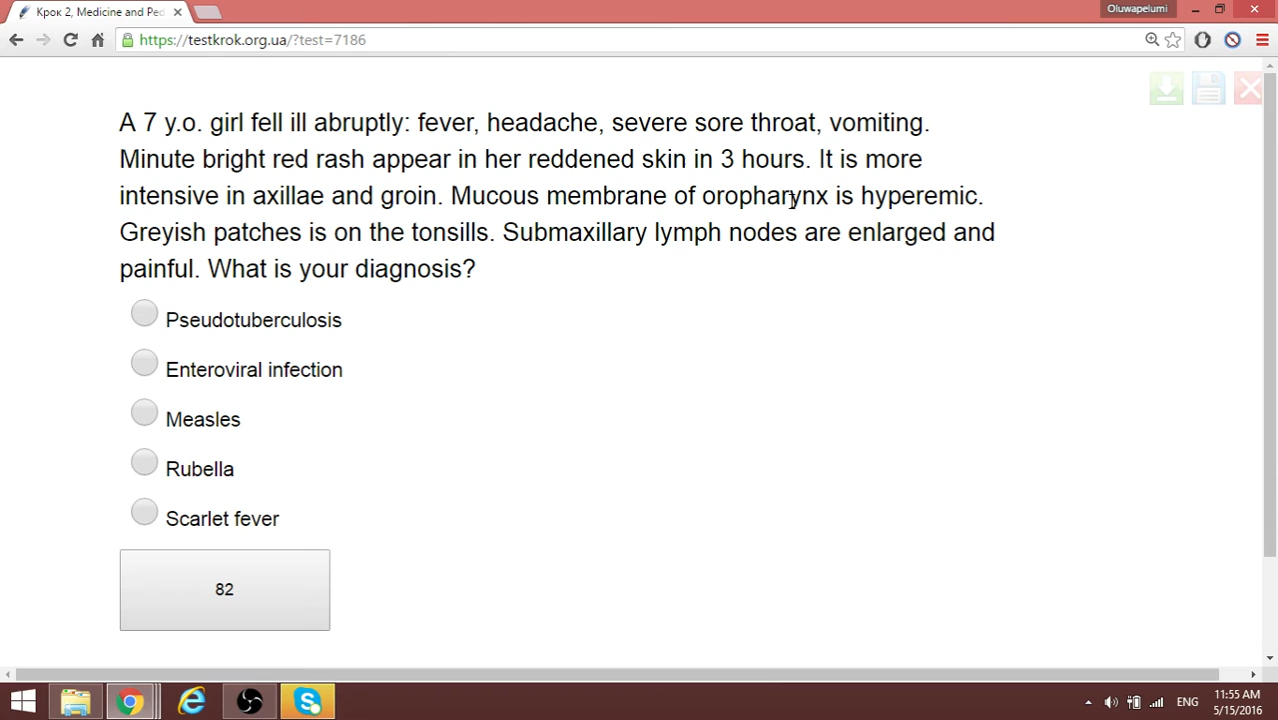 Oluwapelumi
Крок 2, Medicine and Ped
https://testkrok.org.ua/?test=7186
A 7 y.o. girl fell ill abruptly: fever, headache, severe sore throat, vomiting.
Minute bright red rash appear in her reddened skin in 3 hours. It is more
intensive in axillae and groin. Mucous membrane of oropharynx is hyperemic.
Greyish patches is on the tonsills. Submaxillary lymph nodes are enlarged and
painful. What is your diagnosis?
Pseudotuberculosis
Enteroviral infection
Measles
Rubella
Scarlet fever
82
ENG
11:55 AM
5/15/2016